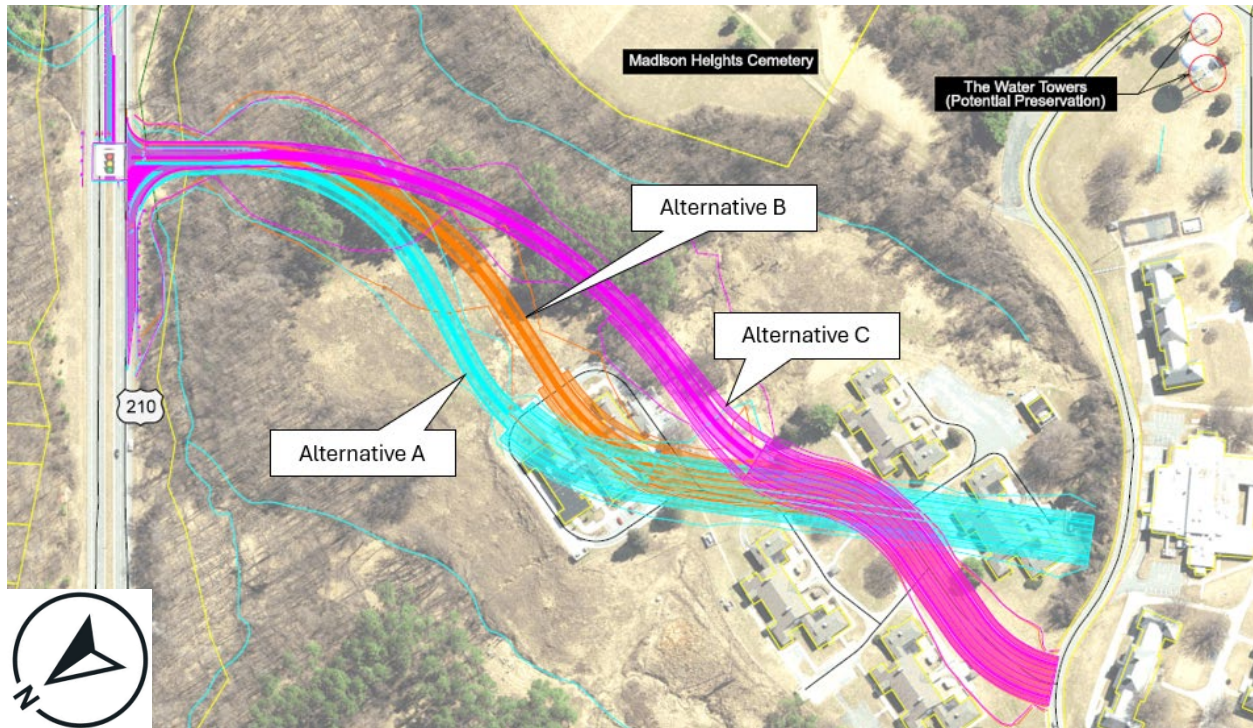 Madison Heights Cemetery
The Water Towers
(Potential Preservation)
Alternative B
Alternative C
210
Alternative A
N